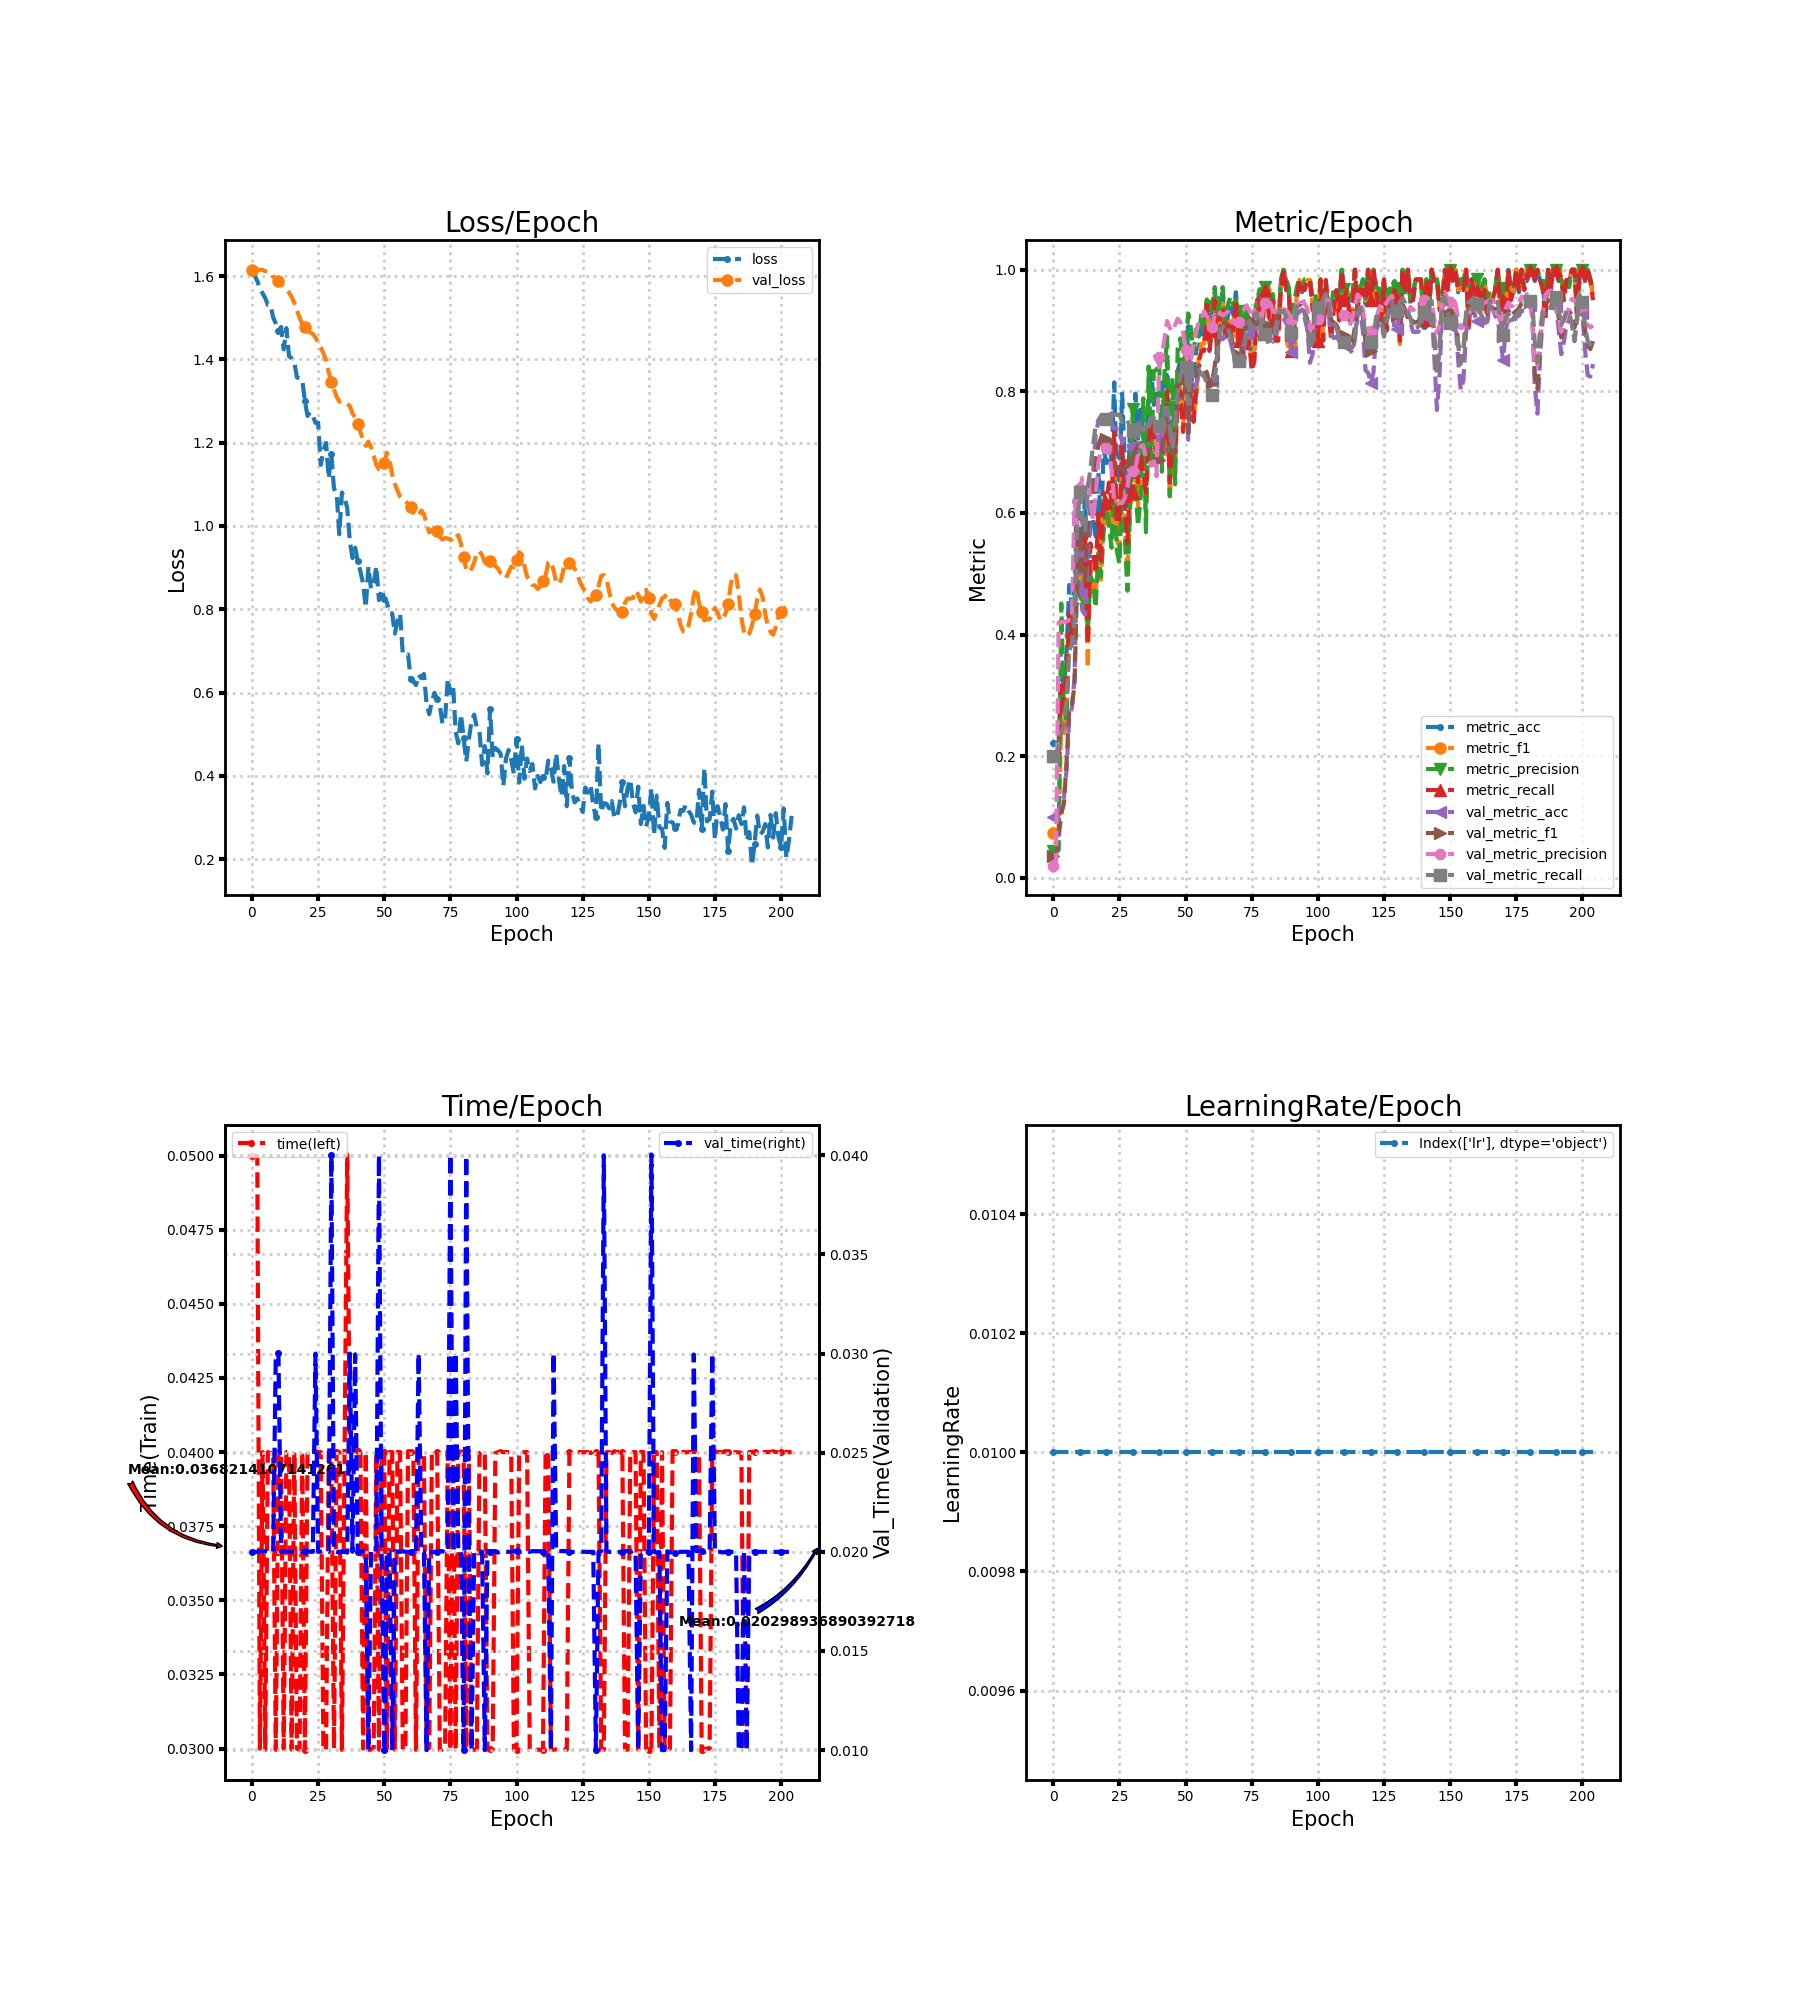 Loss/Epoch
Loss
1.6
1.4
1.2
1.0
0.8
0.6
0.4
0.2
loss
val_loss
0 25 50 75 100 125 150 175 200
Epoch
Metric/Epoch
Metric
1.0
0.8
0.6
0.4
0.2
0.0
metric_acc
metric_f1
metric_precision
metric_recall
val_metric_acc
val_metric_f1
val_metric_precision
val_metric_recall
0 25 50 75 100 125 150 175 200
Epoch
Time/Epoch
Time(Train)
time(left)
val_time(right)
0.0500
0.0475
0.0450
0.0425
0.0400
0.0375
0.0350
0.0325
0.0300
0.040
0.035
0.030
0.025
0.020
0.015
0.010
Val_Time(Validation)
Mean:0.020298936890392718
0 25 50 75 100 125 150 175 200
Epoch
LearningRate/Epoch
LearningRate
Index(['lr'], dtype='object')
0.0104
0.0102
0.0100
0.0098
0.0096
0 25 50 75 100 125 150 175 200
Epoch